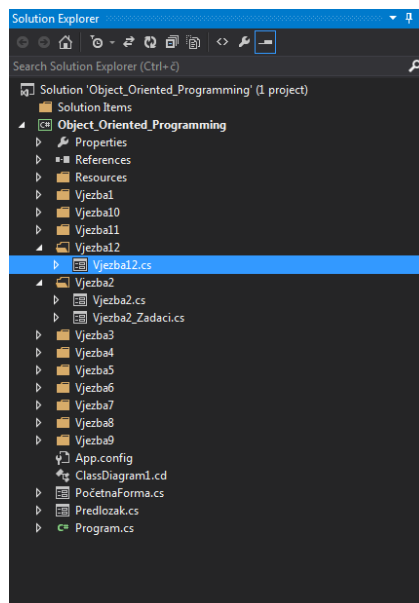 Solution Explorer
Search Solution Explorer (Ctrl+č)
Solution 'Object_Oriented_Programming' (1 project)
Solution Items
C# Object_Oriented_Programming
Properties
References
Resources
Vjezba1
Vjezba10
Vjezba11
Vjezba12
Vjezba12.cs
Vjezba2
Vjezba2.cs
Vjezba2_Zadaci.cs
Vjezba3
Vjezba4
Vjezba5
Vjezba6
Vjezba7
Vjezba8
Vjezba9
App.config
ClassDiagram1.cd
PočetnaForma.cs
Predlozak.cs
C# Program.cs